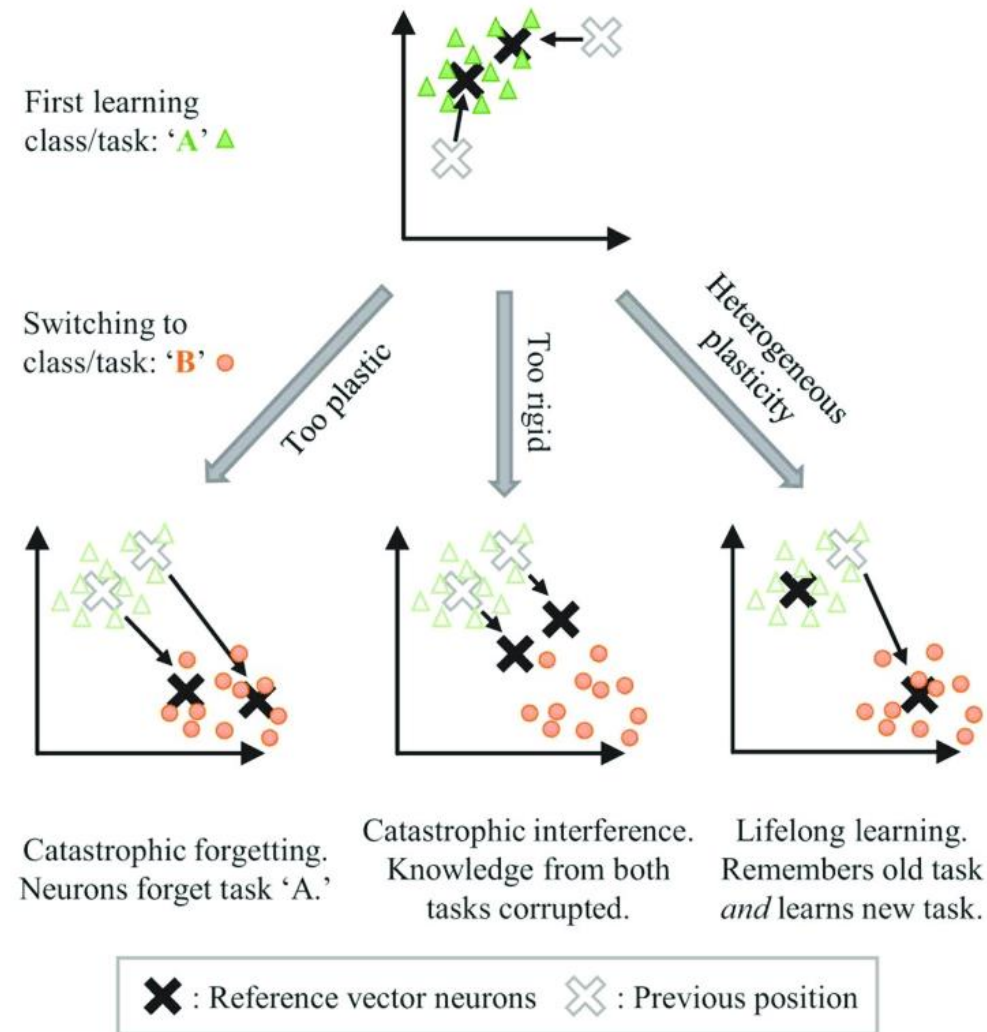 First learning
class/task: ‘A’
Switching to
class/task: ‘B’
Too plastic
Too rigid
Heterogeneous
plasticity
Catastrophic forgetting.
Neurons forget task ‘A.’
Catastrophic interference.
Knowledge from both
tasks corrupted.
Lifelong learning.
Remembers old task
and learns new task.
: Reference vector neurons
: Previous position